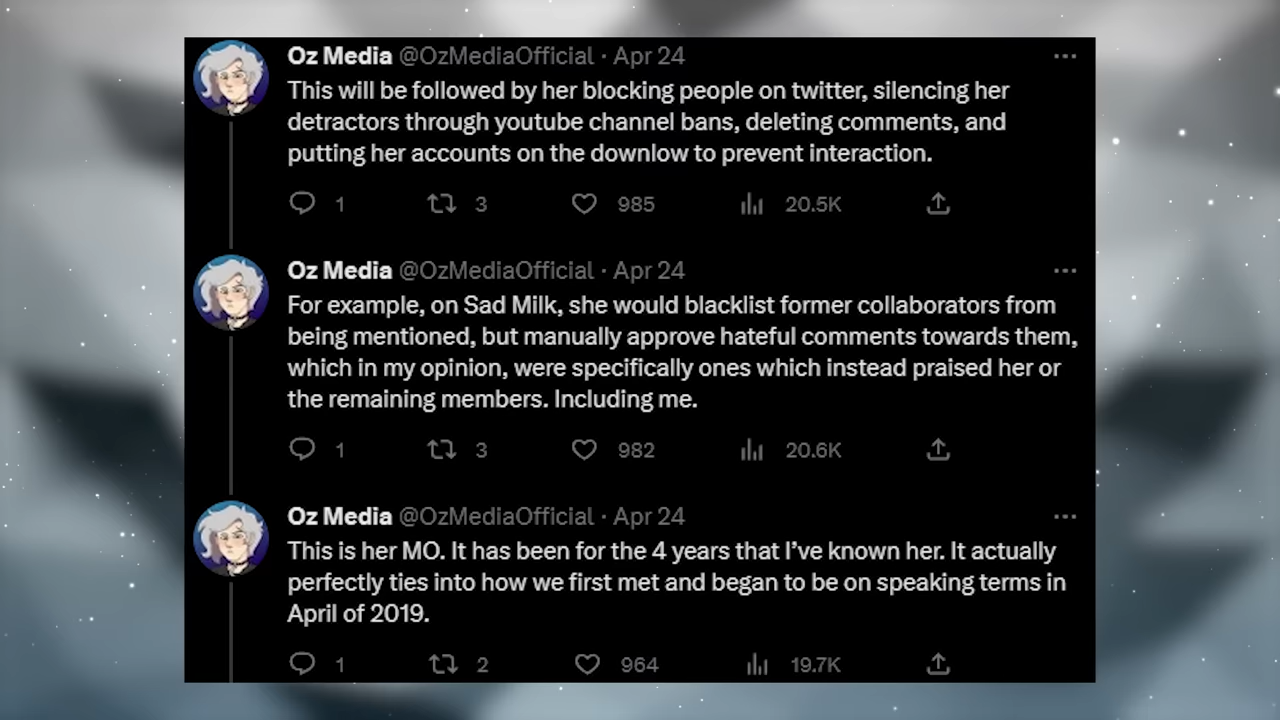 Oz Media @OzMediaOfficial · Apr 24
This will be followed by her blocking people on twitter, silencing her
detractors through youtube channel bans, deleting comments, and
putting her accounts on the downlow to prevent interaction.
1 3 985 20.5K
Oz Media @OzMediaOfficial · Apr 24
For example, on Sad Milk, she would blacklist former collaborators from
being mentioned, but manually approve hateful comments towards them,
which in my opinion, were specifically ones which instead praised her or
the remaining members. Including me.
1 3 982 20.6K
Oz Media @OzMediaOfficial · Apr 24
This is her MO. It has been for the 4 years that I’ve known her. It actually
perfectly ties into how we first met and began to be on speaking terms in
April of 2019.
1 2 964 19.7K